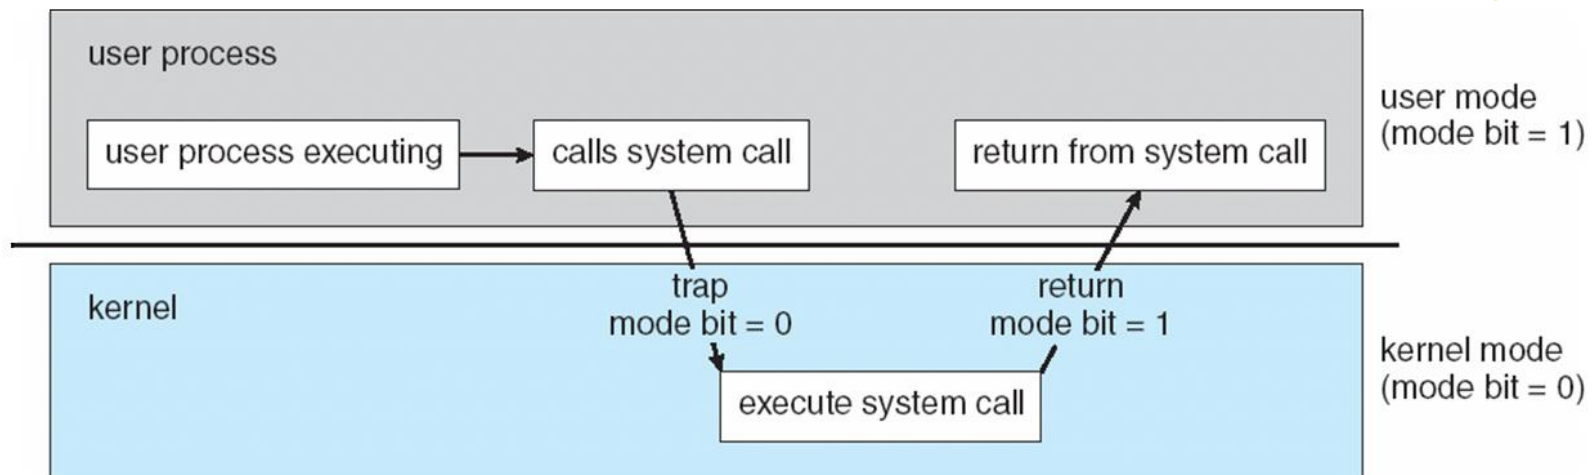 user process
user process executing
calls system call
return from system call
user mode
(mode bit = 1)
trap
mode bit = 0
return
mode bit = 1
kernel
execute system call
kernel mode
(mode bit = 0)